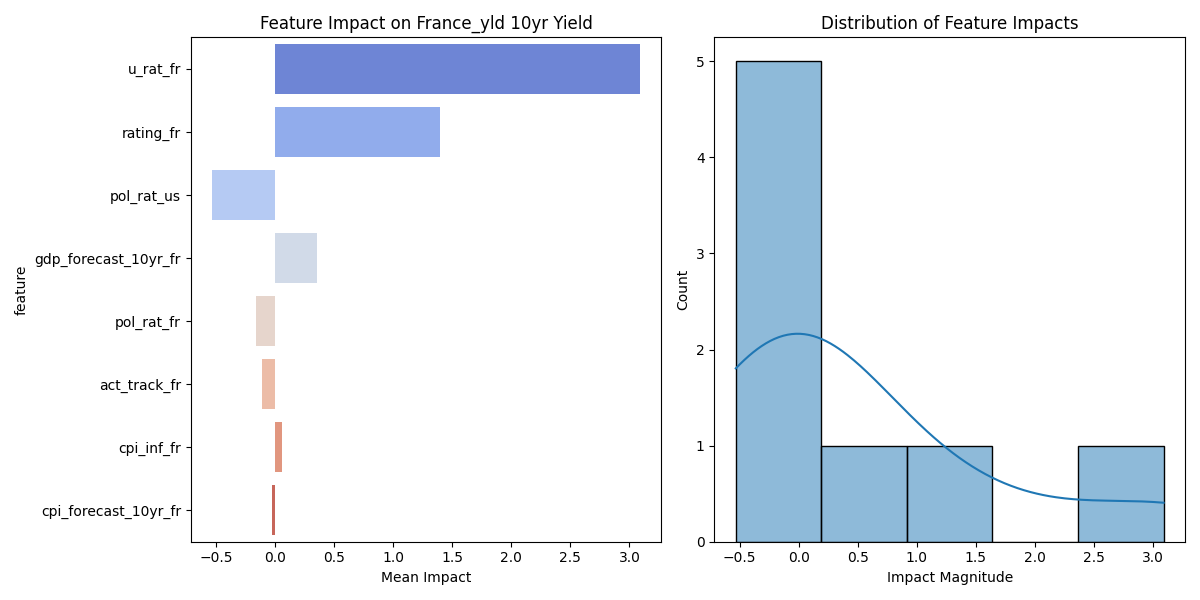 Feature Impact on France_yld 10yr Yield
feature
u_rat_fr
rating_fr
pol_rat_us
gdp_forecast_10yr_fr
pol_rat_fr
act_track_fr
cpi_inf_fr
cpi_forecast_10yr_fr
−0.5 0.0 0.5 1.0 1.5 2.0 2.5 3.0
Mean Impact
Distribution of Feature Impacts
Count
5
4
3
2
1
0
−0.5 0.0 0.5 1.0 1.5 2.0 2.5 3.0
Impact Magnitude